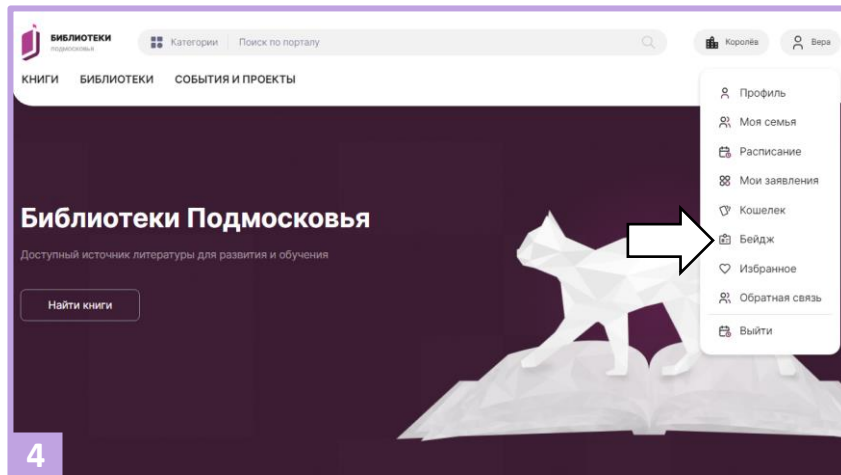 БИБЛИОТЕКИ
ПОДМОСКОВЬЯ
Категории
Поиск по порталу
Королёв
Вера
КНИГИ БИБЛИОТЕКИ СОБЫТИЯ И ПРОЕКТЫ
Профиль
Моя семья
Расписание
Мои заявления
Кошелек
Бейдж
Избранное
Обратная связь
Выйти
Библиотеки Подмосковья
Доступный источник литературы для развития и обучения
Найти книги
4